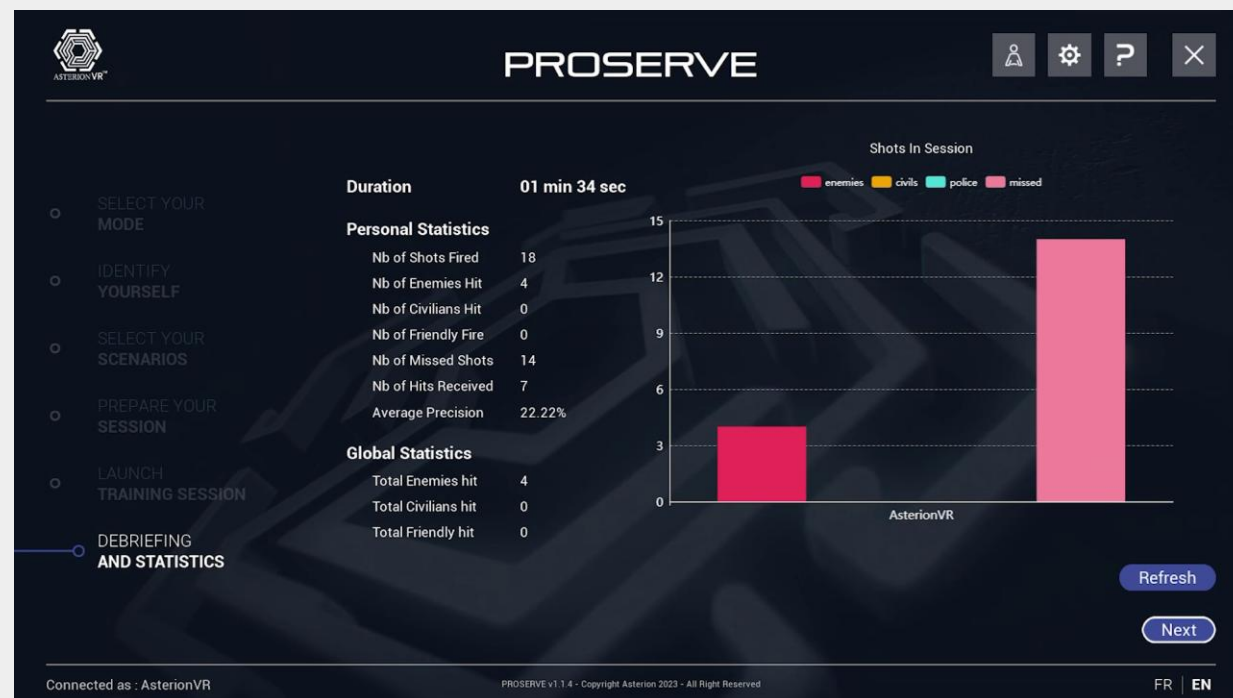 ASTERION VR™
PROSERVE
?
SELECT YOUR
MODE
IDENTIFY
YOURSELF
SELECT YOUR
SCENARIOS
PREPARE YOUR
SESSION
LAUNCH
TRAINING SESSION
DEBRIEFING
AND STATISTICS
Duration 01 min 34 sec
Personal Statistics
Nb of Shots Fired 18
Nb of Enemies Hit 4
Nb of Civilians Hit 0
Nb of Friendly Fire 0
Nb of Missed Shots 14
Nb of Hits Received 7
Average Precision 22.22%
Global Statistics
Total Enemies hit 4
Total Civilians hit 0
Total Friendly hit 0
Shots In Session
enemies civils police missed
15
12
9
6
3
0
AsterionVR
Refresh
Next
Connected as : AsterionVR
PROSERVE v1.1.4 - Copyright Asterion 2023 - All Right Reserved
FR | EN